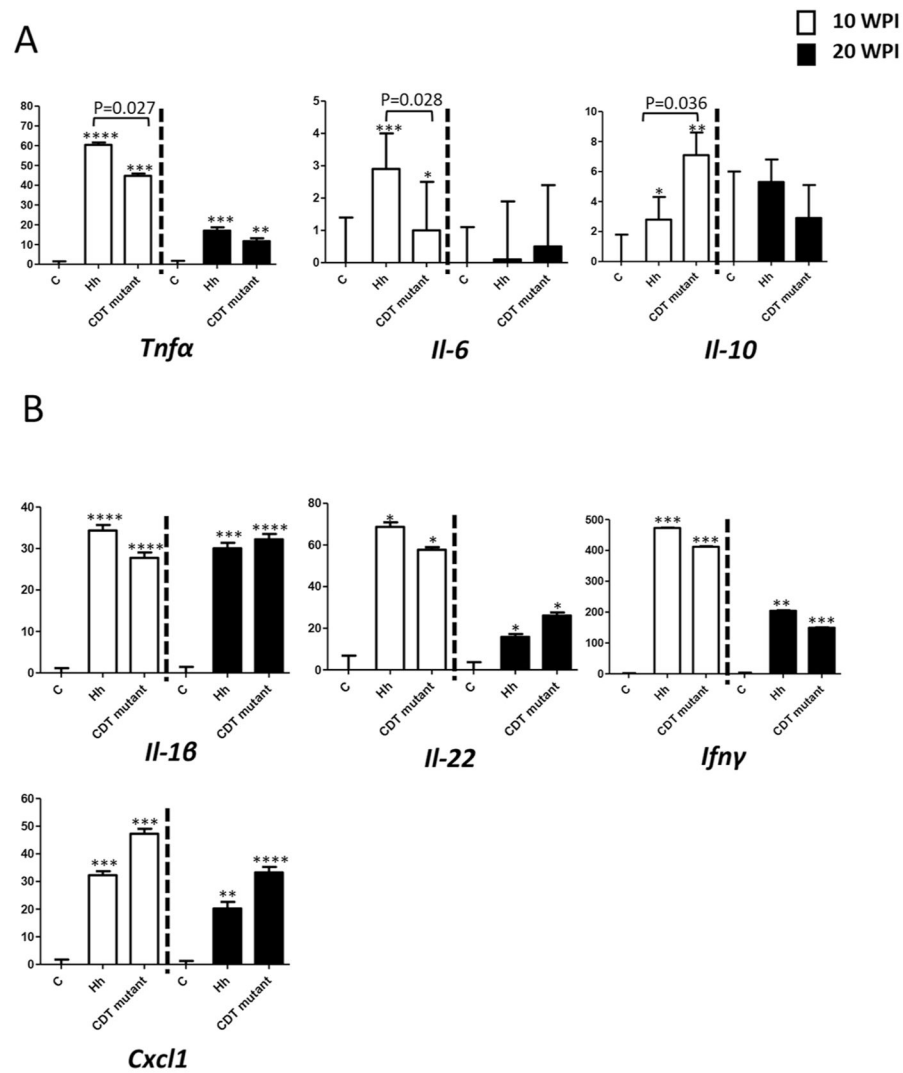 10 WPI
20 WPI
A
P=0.027
80
70
60
50
40
30
20
10
0
**** *** *** **
C Hh CDT mutant C Hh CDT mutant
Tnfα
P=0.028
5
4
3
2
1
0
*** *
C Hh CDT mutant C Hh CDT mutant
Il-6
P=0.036
10
8
6
4
2
0
* **
C Hh CDT mutant C Hh CDT mutant
Il-10
B
40
30
20
10
0
**** **** *** ****
C Hh CDT mutant C Hh CDT mutant
Il-1β
80
60
40
20
0
* * * *
C Hh CDT mutant C Hh CDT mutant
Il-22
500
400
300
200
100
0
*** *** ** ***
C Hh CDT mutant C Hh CDT mutant
Ifnγ
60
50
40
30
20
10
0
*** *** ** ****
C Hh CDT mutant C Hh CDT mutant
Cxcl1